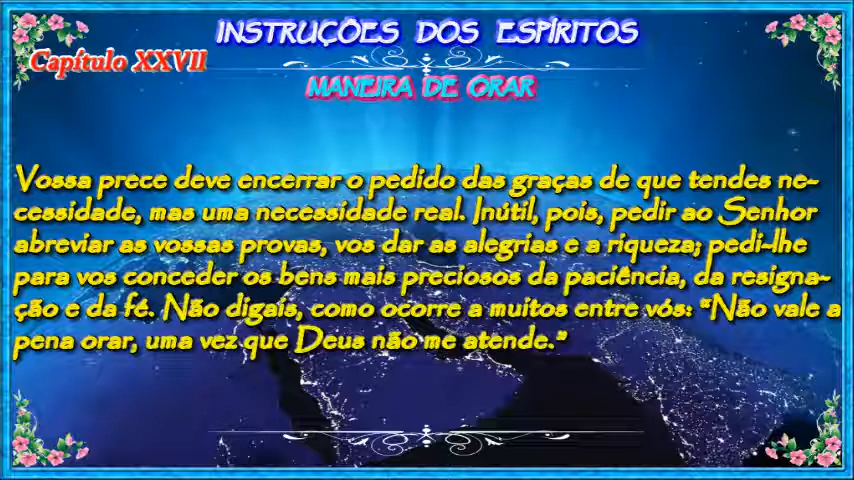 INSTRUÇÕES DOS ESPÍRITOS
Capítulo XXVII
MANEIRA DE ORAR
Vossa prece deve encerrar o pedido das graças de que tendes ne-
cessidade, mas uma necessidade real. Inútil, pois, pedir ao Senhor
abreviar as vossas provas, vos dar as alegrias e a riqueza; pedi-lhe
para vos conceder os bens mais preciosos da paciência, da resigna-
ção e da fé. Não digais, como ocorre a muitos entre vós: "Não vale a
pena orar, uma vez que Deus não me atende."